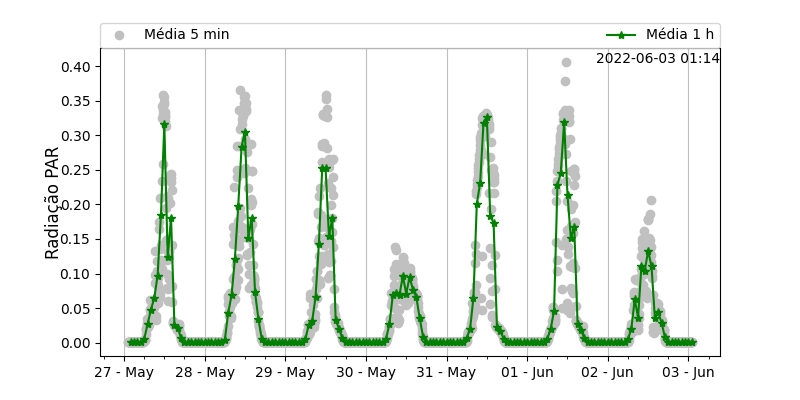 Média 5 min
Média 1 h
2022-06-03 01:14
Radiação PAR
0.40
0.35
0.30
0.25
0.20
0.15
0.10
0.05
0.00
27 - May
28 - May
29 - May
30 - May
31 - May
01 - Jun
02 - Jun
03 - Jun